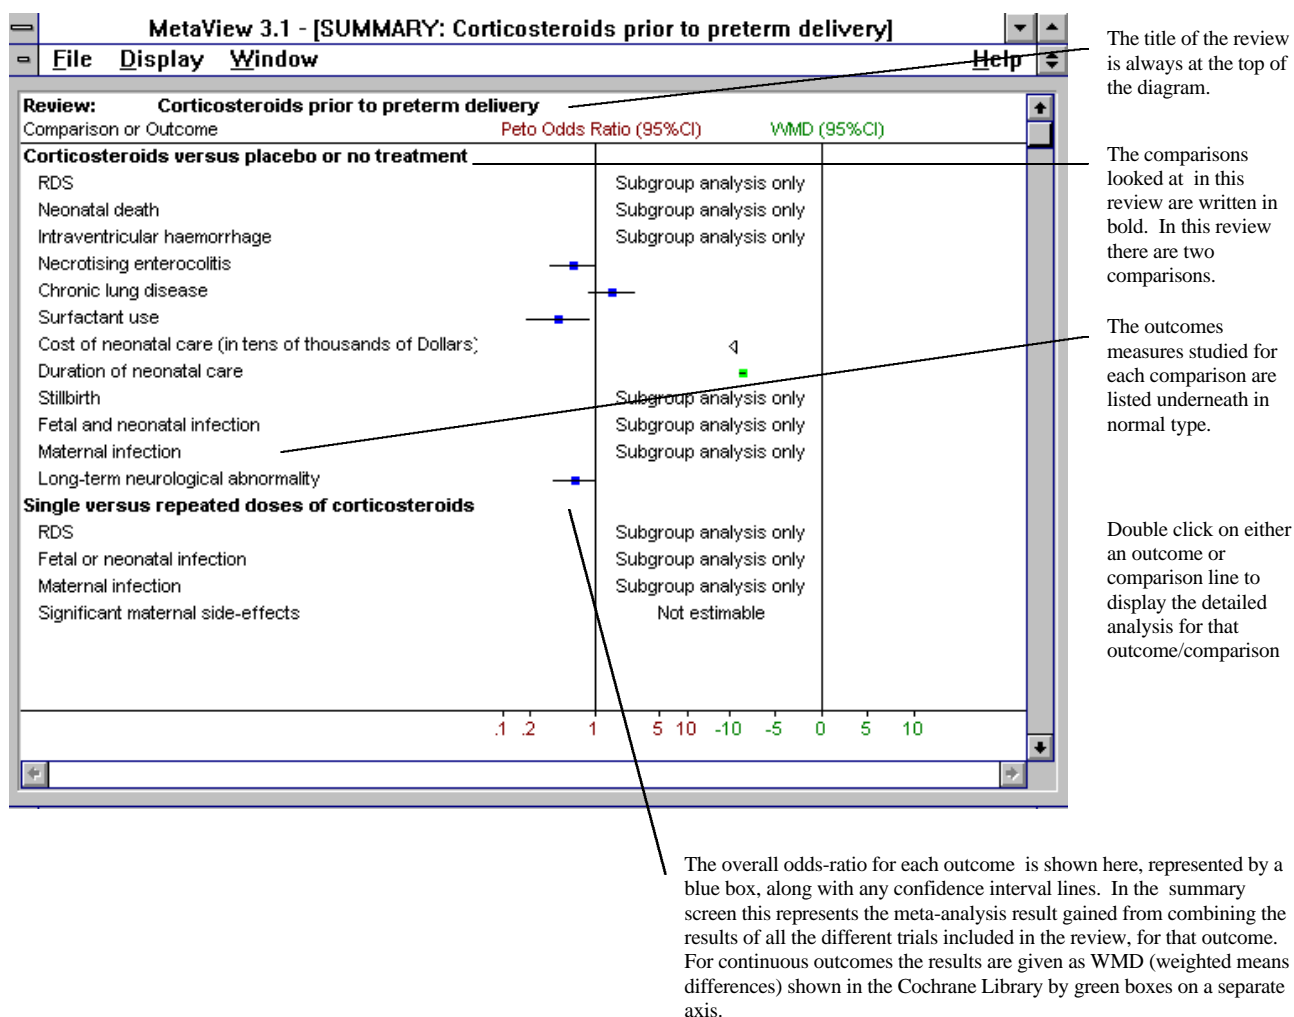 MetaView 3.1 - [SUMMARY: Corticosteroids prior to preterm delivery]
File Display Window Help
Review: Corticosteroids prior to preterm delivery
Comparison or Outcome Peto Odds Ratio (95%CI) WMD (95%CI)
Corticosteroids versus placebo or no treatment
RDS Subgroup analysis only
Neonatal death Subgroup analysis only
Intraventricular haemorrhage Subgroup analysis only
Necrotising enterocolitis
Chronic lung disease
Surfactant use
Cost of neonatal care (in tens of thousands of Dollars)
Duration of neonatal care
Stillbirth Subgroup analysis only
Fetal and neonatal infection Subgroup analysis only
Maternal infection Subgroup analysis only
Long-term neurological abnormality
Single versus repeated doses of corticosteroids
RDS Subgroup analysis only
Fetal or neonatal infection Subgroup analysis only
Maternal infection Subgroup analysis only
Significant maternal side-effects Not estimable
.1 .2 1 5 10 -10 -5 0 5 10
The title of the review
is always at the top of
the diagram.
The comparisons
looked at in this
review are written in
bold. In this review
there are two
comparisons.
The outcomes
measures studied for
each comparison are
listed underneath in
normal type.
Double click on either
an outcome or
comparison line to
display the detailed
analysis for that
outcome/comparison
The overall odds-ratio for each outcome is shown here, represented by a
blue box, along with any confidence interval lines. In the summary
screen this represents the meta-analysis result gained from combining the
results of all the different trials included in the review, for that outcome.
For continuous outcomes the results are given as WMD (weighted means
differences) shown in the Cochrane Library by green boxes on a separate
axis.